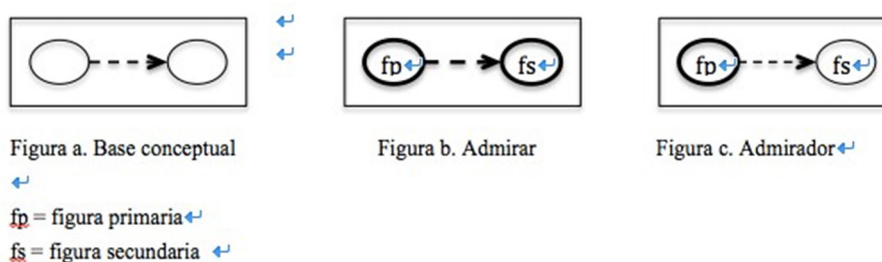 fp fs fp fs
Figura a. Base conceptual Figura b. Admirar Figura c. Admirador
fp = figura primaria
fs = figura secundaria